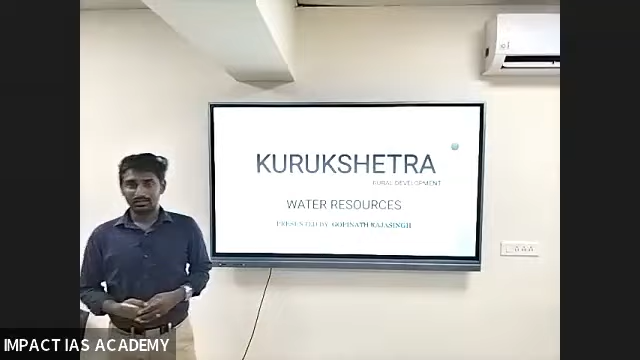 KURUKSHETRA
RURAL DEVELOPMENT
WATER RESOURCES
PRESENTED BY GOPINATH RAJASINGH
IMPACT IAS ACADEMY